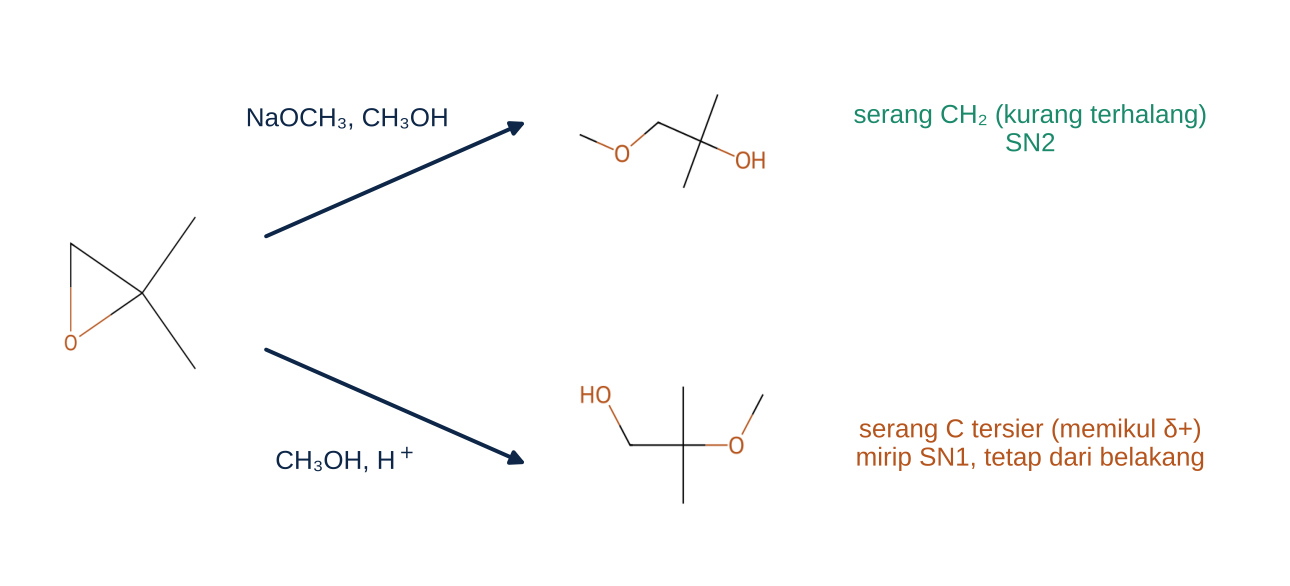 NaOCH₃, CH₃OH
O
OH
serang CH₂ (kurang terhalang)
SN2
O
CH₃OH, H⁺
HO
O
serang C tersier (memikul δ+)
mirip SN1, tetap dari belakang